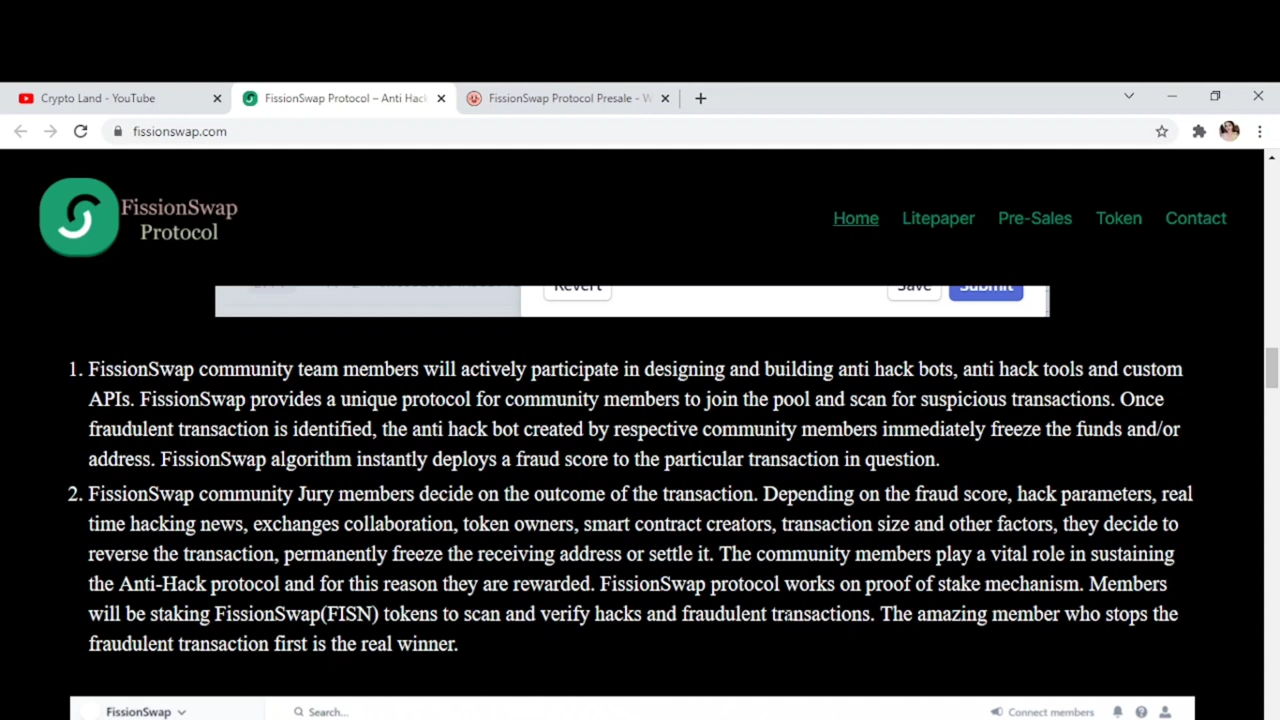 Crypto Land - YouTube
FissionSwap Protocol – Anti Hac
FissionSwap Protocol Presale - W
fissionswap.com
FissionSwap
Protocol
Home
Litepaper
Pre-Sales
Token
Contact
Revert
Save
Submit
1. FissionSwap community team members will actively participate in designing and building anti hack bots, anti hack tools and custom
APIs. FissionSwap provides a unique protocol for community members to join the pool and scan for suspicious transactions. Once
fraudulent transaction is identified, the anti hack bot created by respective community members immediately freeze the funds and/or
address. FissionSwap algorithm instantly deploys a fraud score to the particular transaction in question.
2. FissionSwap community Jury members decide on the outcome of the transaction. Depending on the fraud score, hack parameters, real
time hacking news, exchanges collaboration, token owners, smart contract creators, transaction size and other factors, they decide to
reverse the transaction, permanently freeze the receiving address or settle it. The community members play a vital role in sustaining
the Anti-Hack protocol and for this reason they are rewarded. FissionSwap protocol works on proof of stake mechanism. Members
will be staking FissionSwap(FISN) tokens to scan and verify hacks and fraudulent transactions. The amazing member who stops the
fraudulent transaction first is the real winner.
FissionSwap
Search...
Connect members